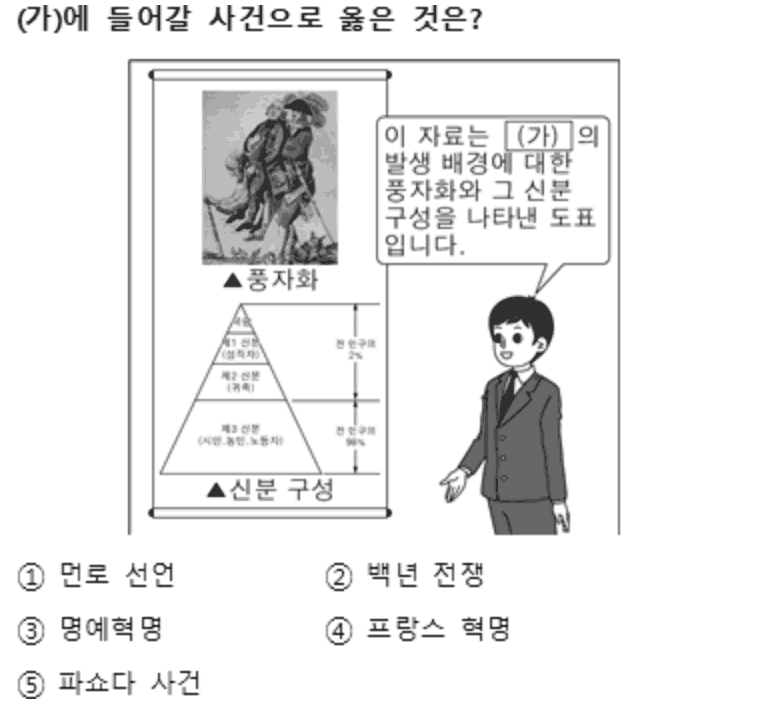 (가)에 들어갈 사건으로 옳은 것은?
이 자료는 (가) 의
발생 배경에 대한
풍자화와 그 신분
구성을 나타낸 도표
입니다.
▲풍자화
제1 신분
(성직자)
제2 신분
(귀족)
전 인구의
2%
제3 신분
(시민.농민.노동자)
전 인구의
98%
▲신분 구성
① 먼로 선언
② 백년 전쟁
③ 명예혁명
④ 프랑스 혁명
⑤ 파쇼다 사건